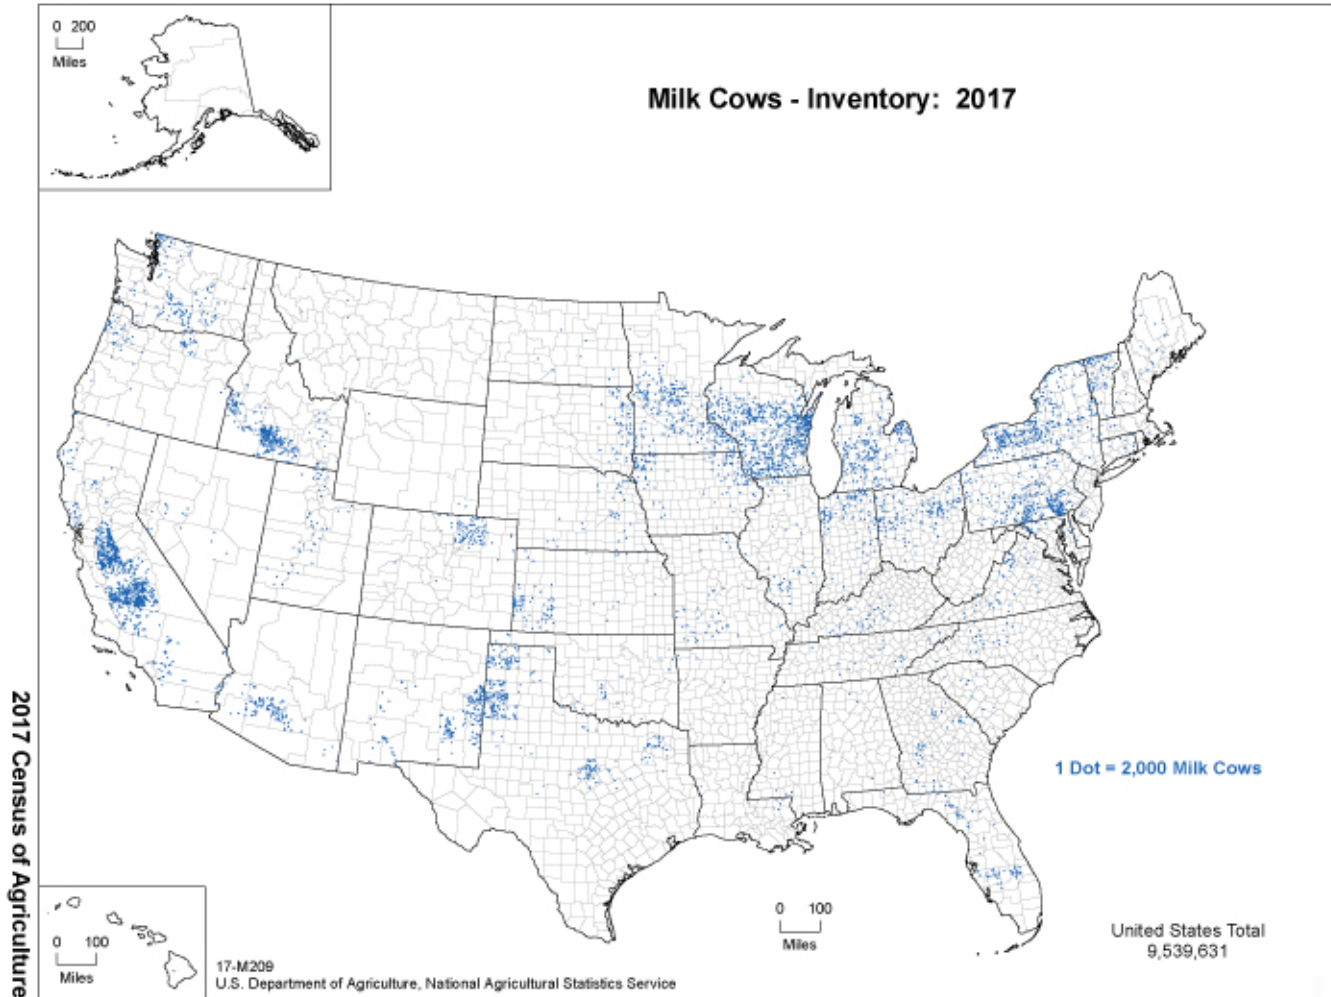 0 200
Miles
Milk Cows - Inventory: 2017
2017 Census of Agriculture
1 Dot = 2,000 Milk Cows
0 100
Miles
0 100
Miles
United States Total
9,539,631
17-M209
U.S. Department of Agriculture, National Agricultural Statistics Service